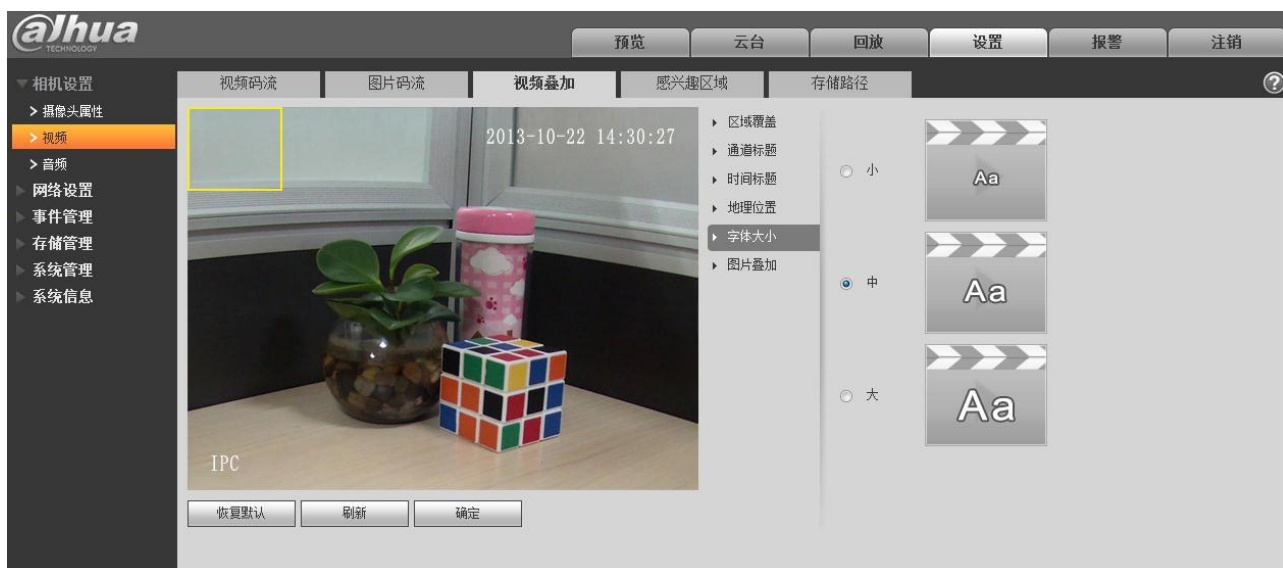 alhua
TECHNOLOGY
预览 云台 回放 设置 报警 注销
相机设置
> 摄像头属性
> 视频
> 音频
网络设置
事件管理
存储管理
系统管理
系统信息
视频码流 图片码流 视频叠加 感兴趣区域 存储路径 ?
2013-10-22 14:30:27
IPC
区域覆盖
通道标题
时间标题
地理位置
字体大小
图片叠加
小 Aa
中 Aa
大 Aa
恢复默认 刷新 确定